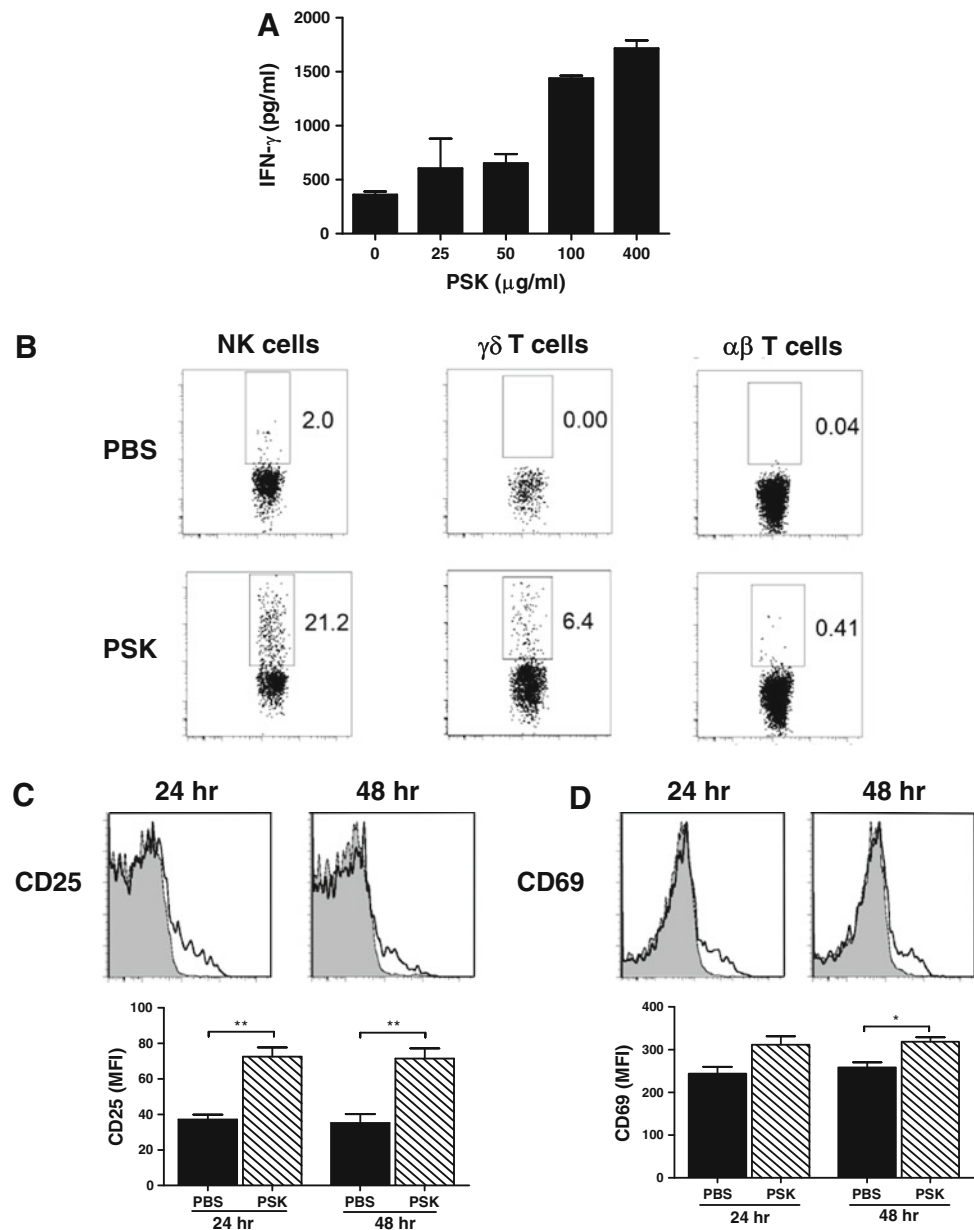 A
2000
1500
1000
500
0
IFN-γ (pg/ml)
0 25 50 100 400
PSK (μg/ml)
B
NK cells γδ T cells αβ T cells
PBS
2.0 0.00 0.04
PSK
21.2 6.4 0.41
C
24 hr 48 hr
CD25
100
80
60
40
20
0
CD25 (MFI)
** **
PBS PSK PBS PSK
24 hr 48 hr
D
24 hr 48 hr
CD69
400
300
200
100
0
CD69 (MFI)
*
PBS PSK PBS PSK
24 hr 48 hr